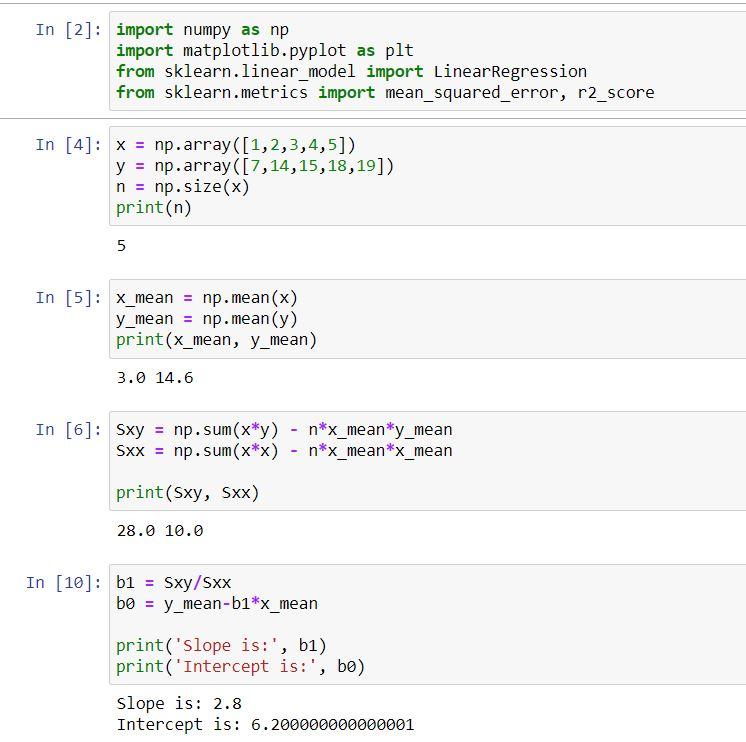 In [2]: import numpy as np
import matplotlib.pyplot as plt
from sklearn.linear_model import LinearRegression
from sklearn.metrics import mean_squared_error, r2_score
In [4]: x = np.array([1,2,3,4,5])
y = np.array([7,14,15,18,19])
n = np.size(x)
print(n)
5
In [5]: x_mean = np.mean(x)
y_mean = np.mean(y)
print(x_mean, y_mean)
3.0 14.6
In [6]: Sxy = np.sum(x*y) - n*x_mean*y_mean
Sxx = np.sum(x*x) - n*x_mean*x_mean
print(Sxy, Sxx)
28.0 10.0
In [10]: b1 = Sxy/Sxx
b0 = y_mean-b1*x_mean
print('Slope is:', b1)
print('Intercept is:', b0)
Slope is: 2.8
Intercept is: 6.200000000000001